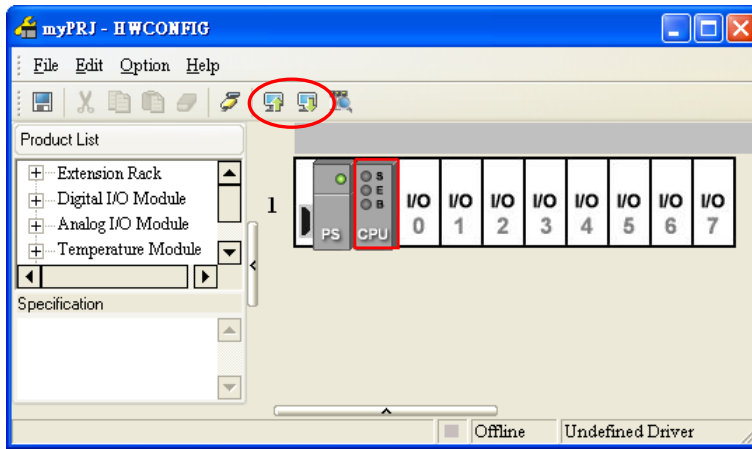 myPRJ - HWCONFIG
File Edit Option Help
Product List
Extension Rack
Digital I/O Module
Analog I/O Module
Temperature Module
Specification
1
PS
S
E
B
CPU
I/O I/O I/O I/O I/O I/O I/O I/O
0 1 2 3 4 5 6 7
Offline Undefined Driver